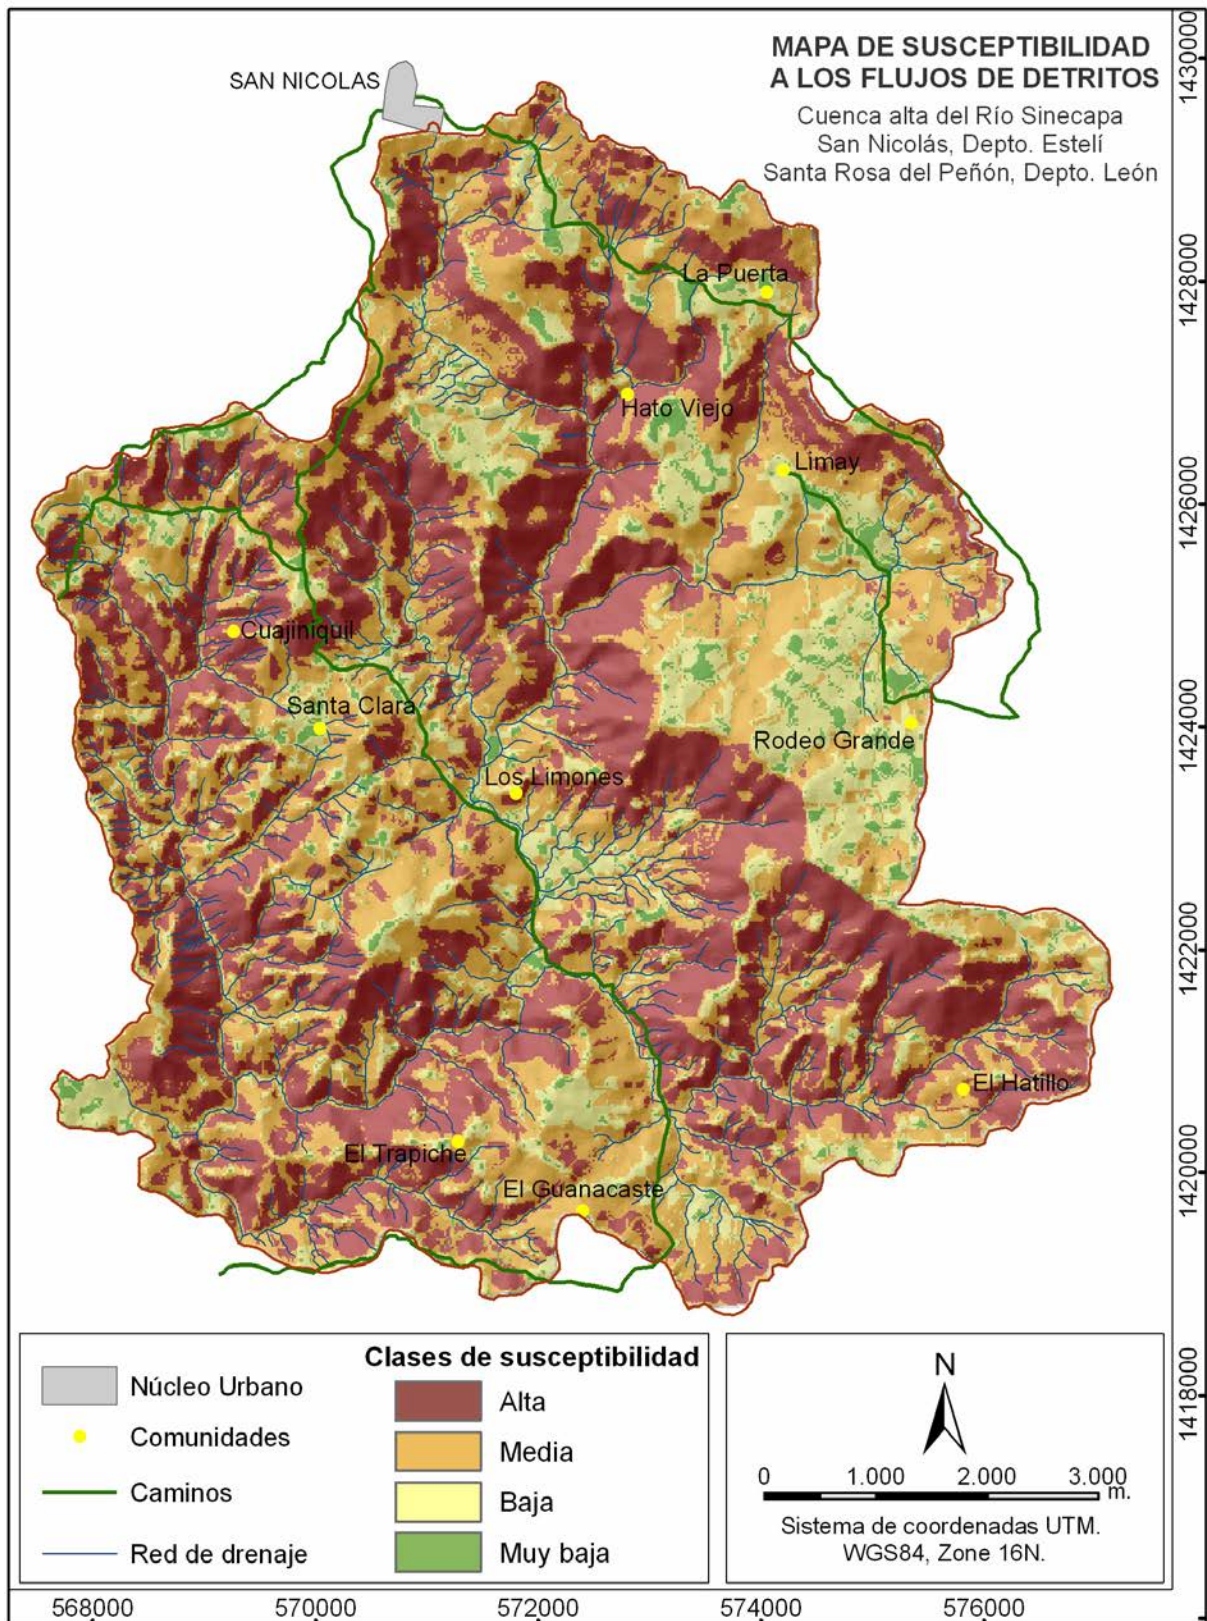 MAPA DE SUSCEPTIBILIDAD
A LOS FLUJOS DE DETRITOS
Cuenca alta del Río Sinecapa
San Nicolás, Depto. Estelí
Santa Rosa del Peñón, Depto. León
SAN NICOLAS
La Puerta
Hato Viejo
Limay
Cuajiniquil
Santa Clara
Rodeo Grande
Los Limones
El Hatillo
El Trapiche
El Guanacaste
1430000
1428000
1426000
1424000
1422000
1420000
1418000
Núcleo Urbano
Comunidades
Caminos
Red de drenaje
Clases de susceptibilidad
Alta
Media
Baja
Muy baja
N
0 1.000 2.000 3.000
m.
Sistema de coordenadas UTM.
WGS84, Zone 16N.
568000 570000 572000 574000 576000